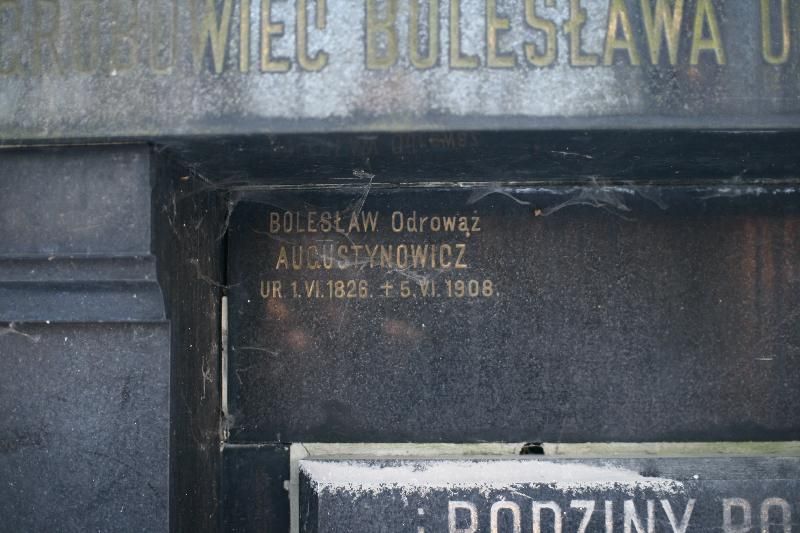 GROBOWIEC BOLESŁAWA
BOLESŁAW Odrowąż
AUGUSTYNOWICZ
UR. 1.VI.1826. + 5.VI.1908.
RODZINY